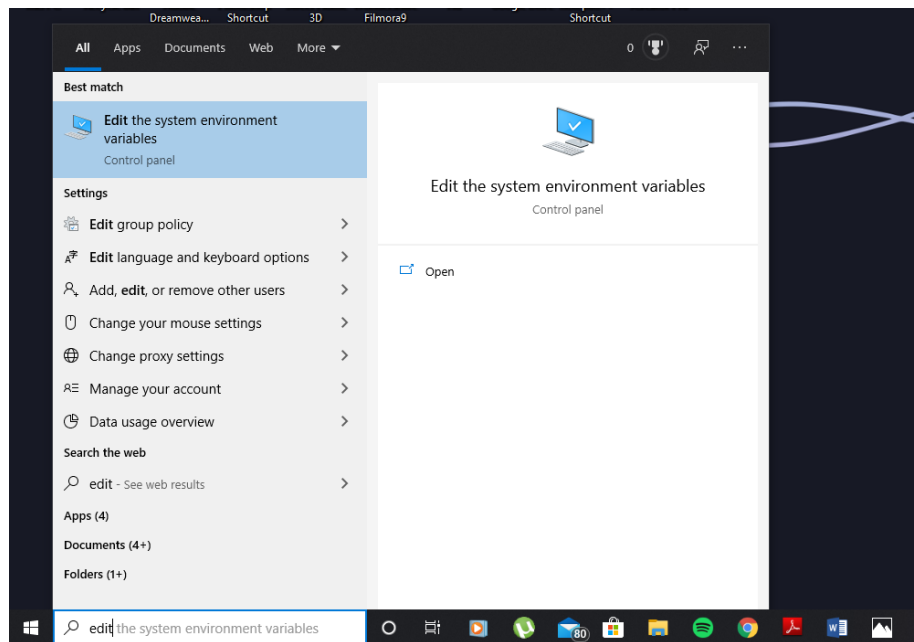 Dreamwea... Shortcut 3D Filmora9 Shortcut
All Apps Documents Web More 0 ...
Best match
Edit the system environment
variables
Control panel
Settings
Edit group policy
Edit language and keyboard options
Add, edit, or remove other users
Change your mouse settings
Change proxy settings
Manage your account
Data usage overview
Search the web
edit - See web results
Apps (4)
Documents (4+)
Folders (1+)
edit the system environment variables
Edit the system environment variables
Control panel
Open
80